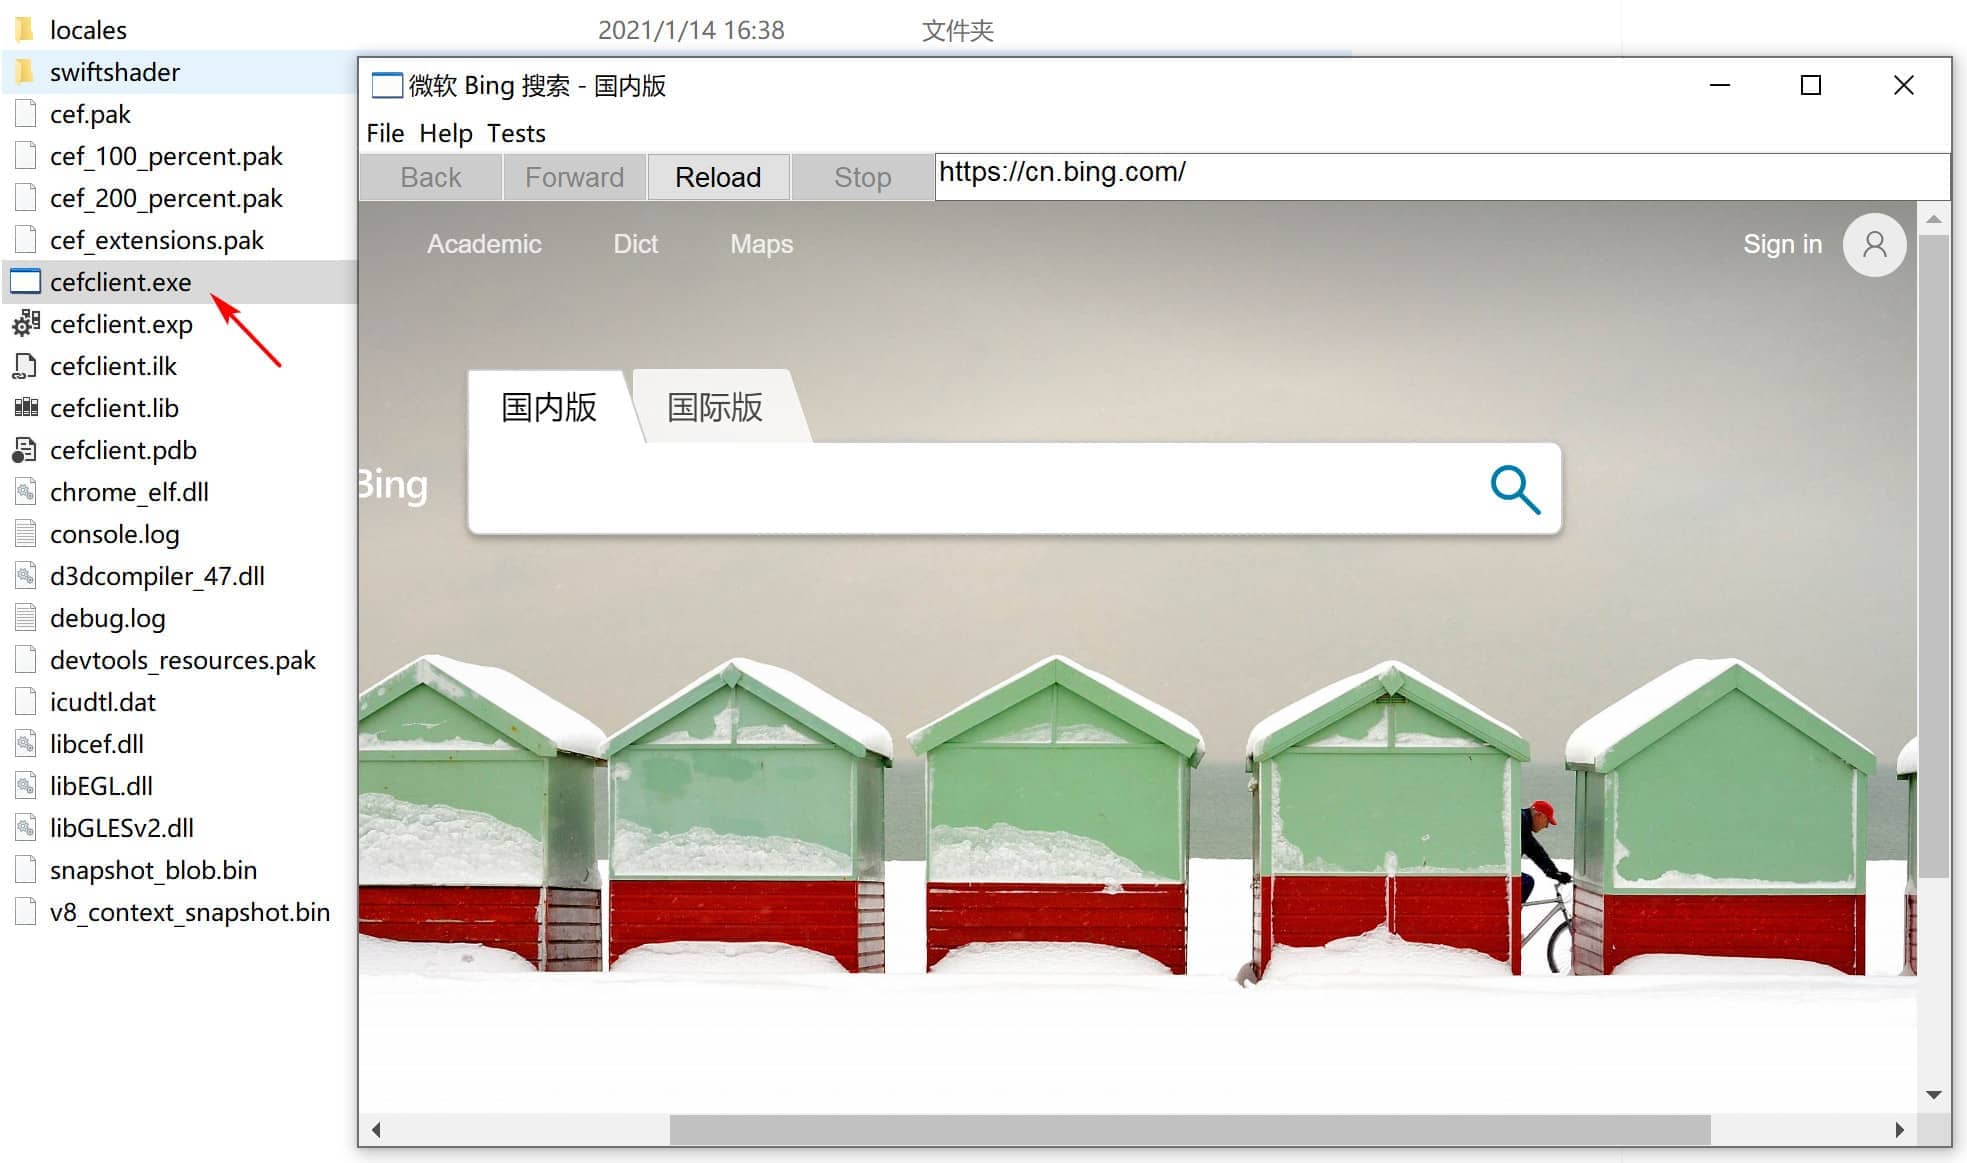 locales 2021/1/14 16:38 文件夹
swiftshader
cef.pak
cef_100_percent.pak
cef_200_percent.pak
cef_extensions.pak
cefclient.exe
cefclient.exp
cefclient.ilk
cefclient.lib
cefclient.pdb
chrome_elf.dll
console.log
d3dcompiler_47.dll
debug.log
devtools_resources.pak
icudtl.dat
libcef.dll
libEGL.dll
libGLESv2.dll
snapshot_blob.bin
v8_context_snapshot.bin
微软 Bing 搜索 - 国内版
File Help Tests
Back Forward Reload Stop https://cn.bing.com/
Academic Dict Maps Sign in
国内版 国际版
Bing